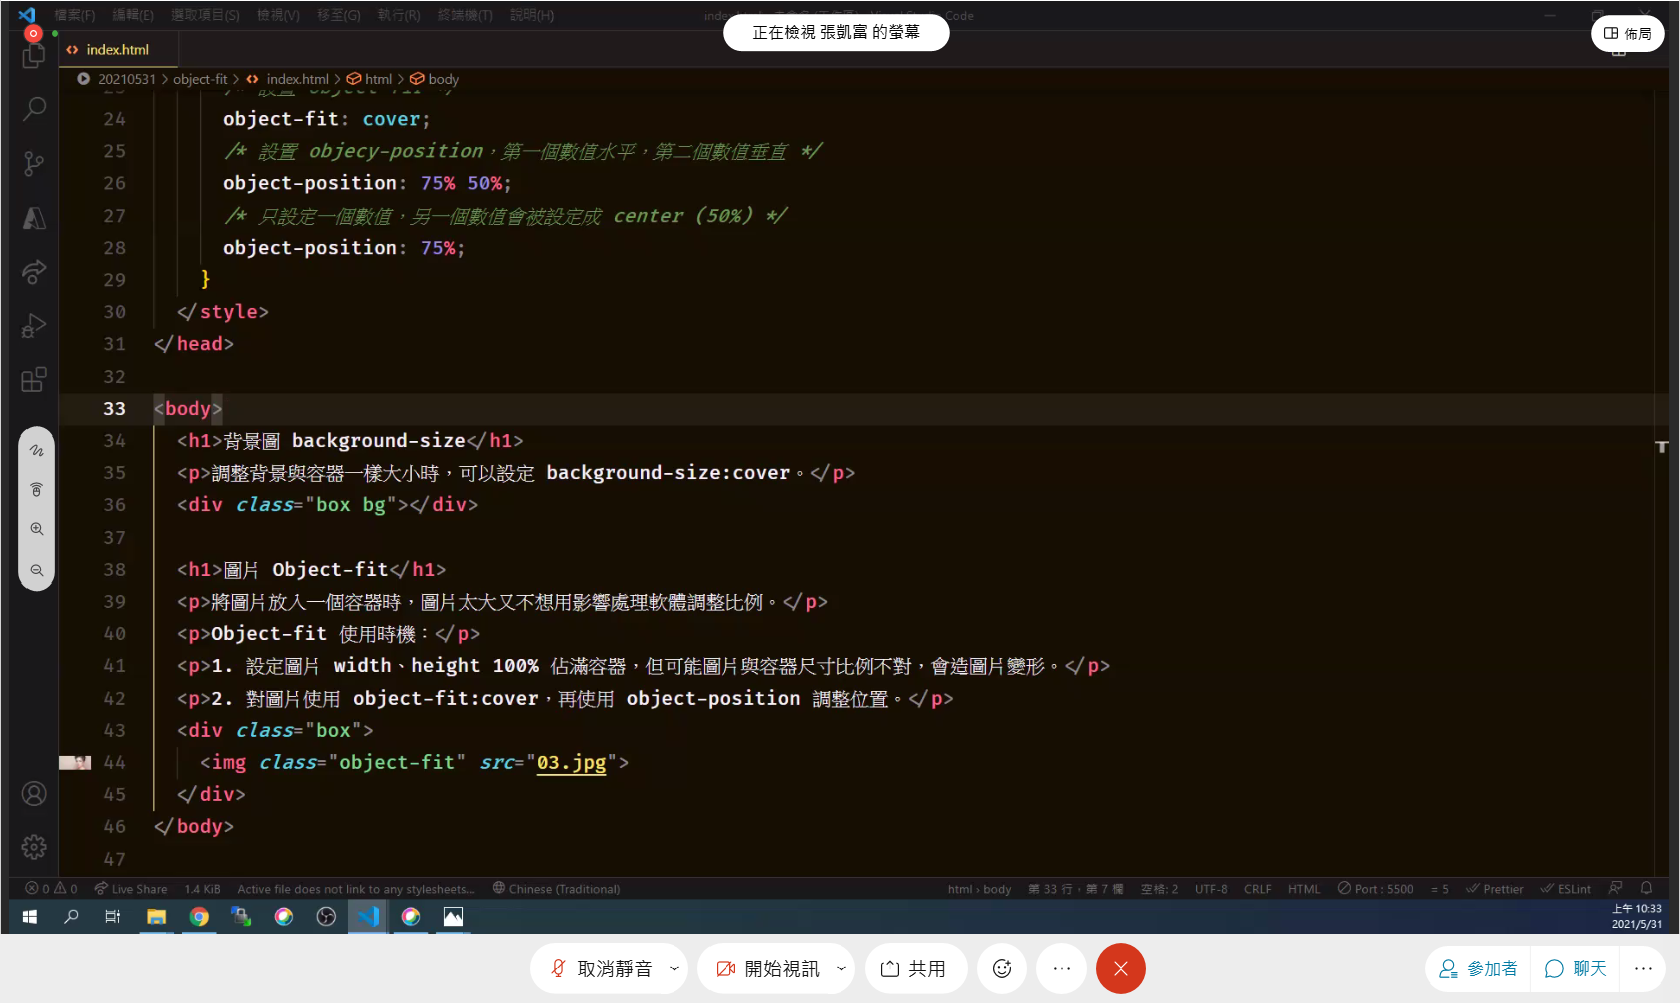 檔案(F) 編輯(E) 選取項目(S) 檢視(V) 移至(G) 執行(R) 終端機(T) 說明(H)
Code
正在檢視 張凱富 的螢幕
佈局
index.html
20210531 > object-fit > index.html > html > body
23 /* 設置 object-fit */
24 object-fit: cover;
25 /* 設置 objecy-position，第一個數值水平，第二個數值垂直 */
26 object-position: 75% 50%;
27 /* 只設定一個數值，另一個數值會被設定成 center (50%) */
28 object-position: 75%;
29 }
30 </style>
31 </head>
32
33 <body>
34 <h1>背景圖 background-size</h1>
35 <p>調整背景與容器一樣大小時，可以設定 background-size:cover。</p>
36 <div class="box bg"></div>
37
38 <h1>圖片 Object-fit</h1>
39 <p>將圖片放入一個容器時，圖片太大又不想用影響處理軟體調整比例。</p>
40 <p>Object-fit 使用時機：</p>
41 <p>1. 設定圖片 width、height 100% 佔滿容器，但可能圖片與容器尺寸比例不對，會造圖片變形。</p>
42 <p>2. 對圖片使用 object-fit:cover，再使用 object-position 調整位置。</p>
43 <div class="box">
44 <img class="object-fit" src="03.jpg">
45 </div>
46 </body>
47
0 0 Live Share 1.4 KiB Active file does not link to any stylesheets... Chinese (Traditional) html › body 第 33 行，第 7 欄 空格: 2 UTF-8 CRLF HTML Port : 5500 = 5 Prettier ESLint
上午 10:33
2021/5/31
取消靜音 開始視訊 共用 參加者 聊天